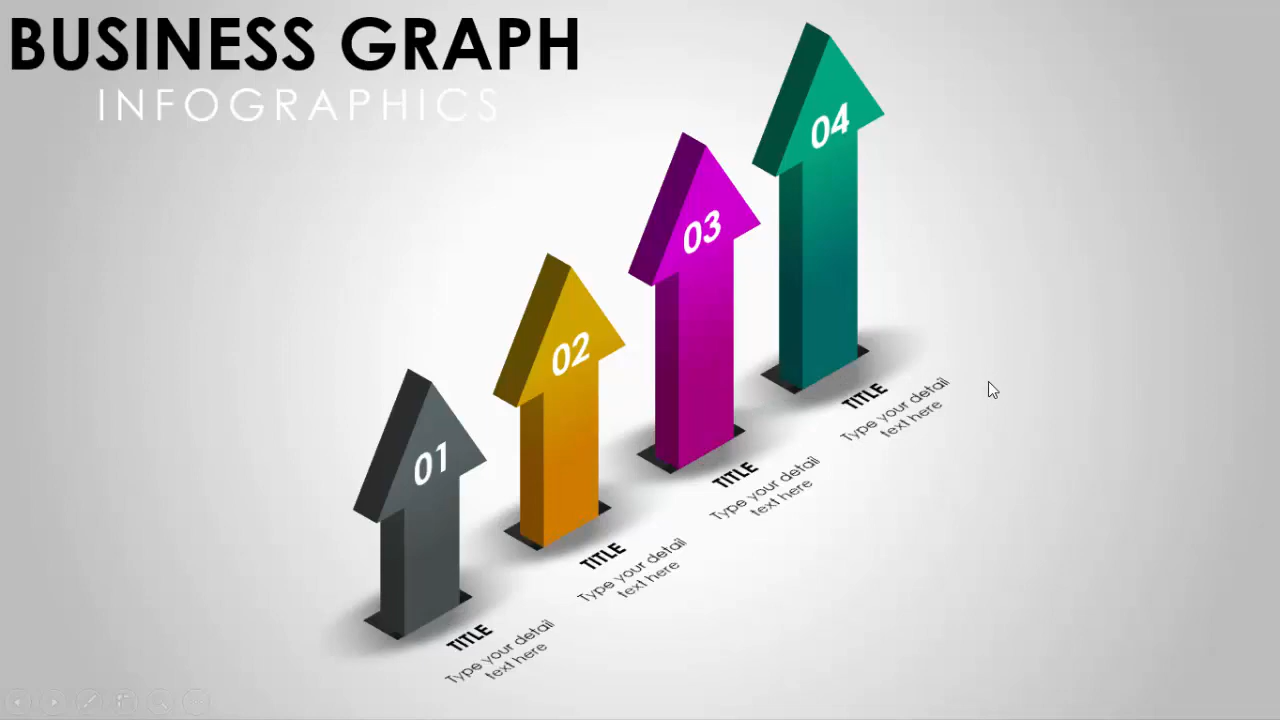 BUSINESS GRAPH
INFOGRAPHICS
01
TITLE
Type your detail
text here
02
TITLE
Type your detail
text here
03
TITLE
Type your detail
text here
04
TITLE
Type your detail
text here